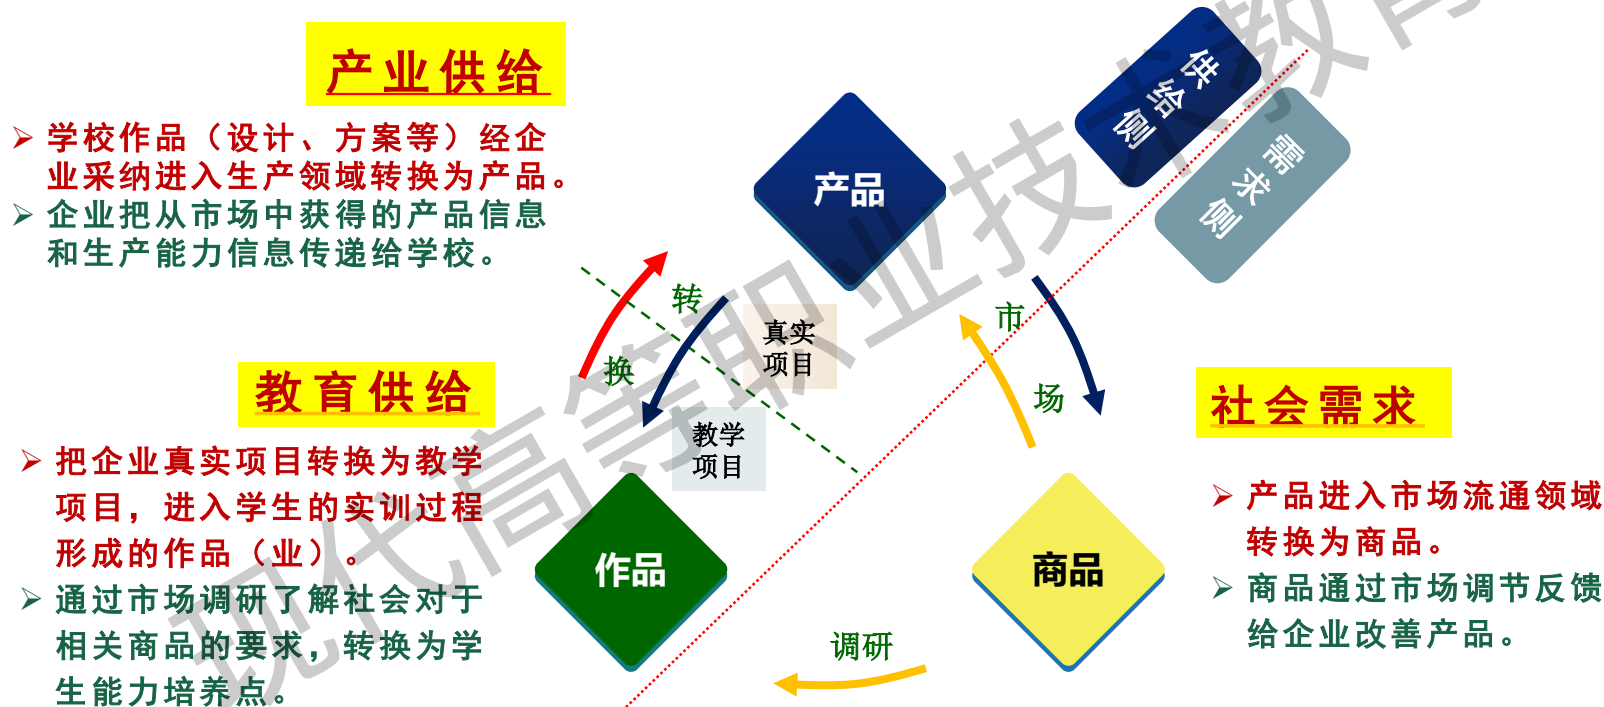 产业供给
学校作品（设计、方案等）经企
业采纳进入生产领域转换为产品。
企业把从市场中获得的产品信息
和生产能力信息传递给学校。
产品
供给侧
需求侧
转
换
真实
项目
教学
项目
市
场
教育供给
把企业真实项目转换为教学
项目，进入学生的实训过程
形成的作品（业）。
通过市场调研了解社会对于
相关商品的要求，转换为学
生能力培养点。
作品
商品
调研
社会需求
产品进入市场流通领域
转换为商品。
商品通过市场调节反馈
给企业改善产品。
现代高等职业技术教育